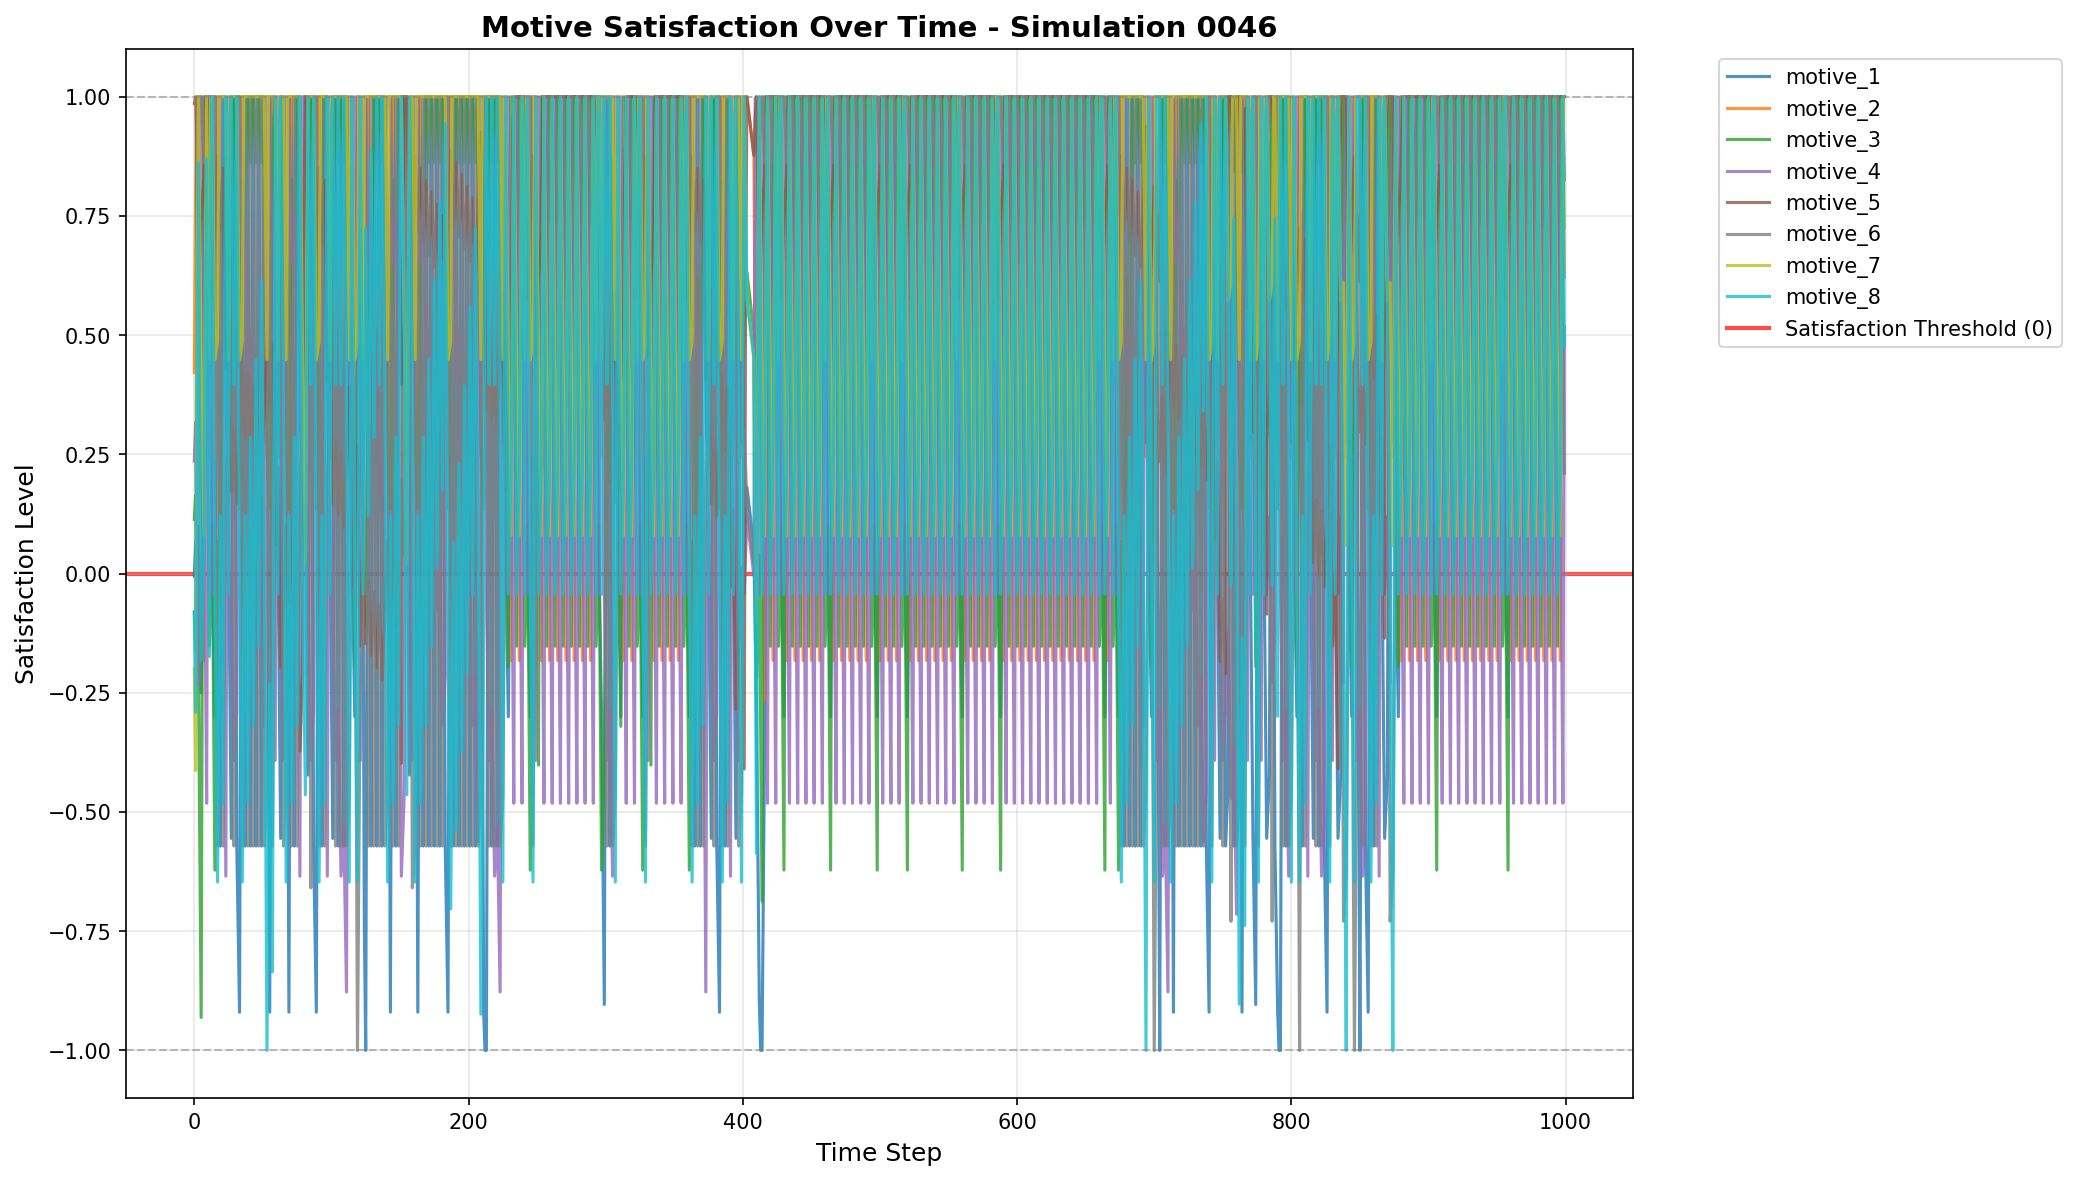 Motive Satisfaction Over Time - Simulation 0046
Satisfaction Level
1.00
0.75
0.50
0.25
0.00
−0.25
−0.50
−0.75
−1.00
0
200
400
600
800
1000
Time Step
motive_1
motive_2
motive_3
motive_4
motive_5
motive_6
motive_7
motive_8
Satisfaction Threshold (0)